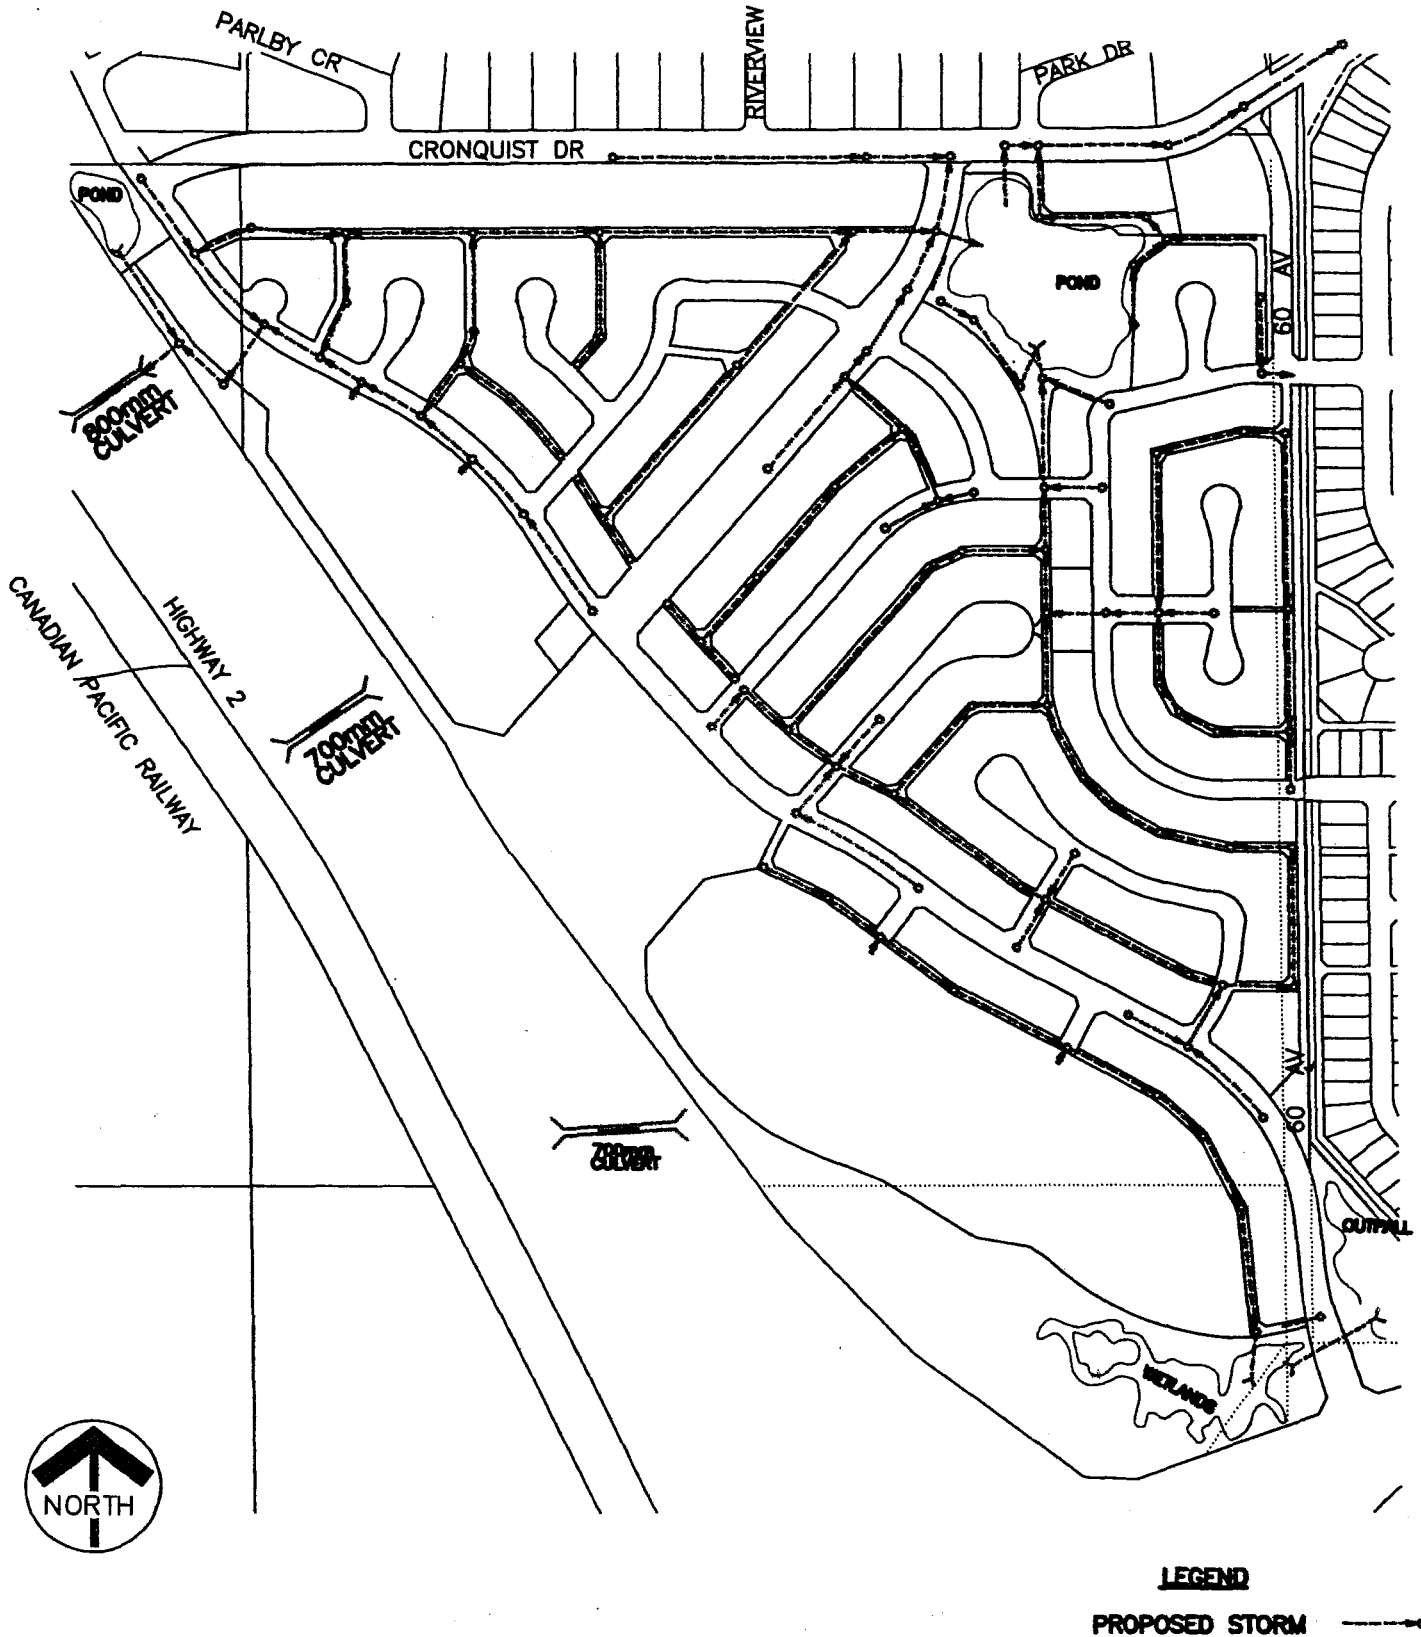 PARLBY CR
RIVERVIEW
PARK DR
CRONQUIST DR
POND
POND
60 AV
800mm
CULVERT
CANADIAN PACIFIC RAILWAY
HIGHWAY 2
700mm
CULVERT
700mm
CULVERT
60 AV
OUTFALL
WETLANDS
NORTH
LEGEND
PROPOSED STORM